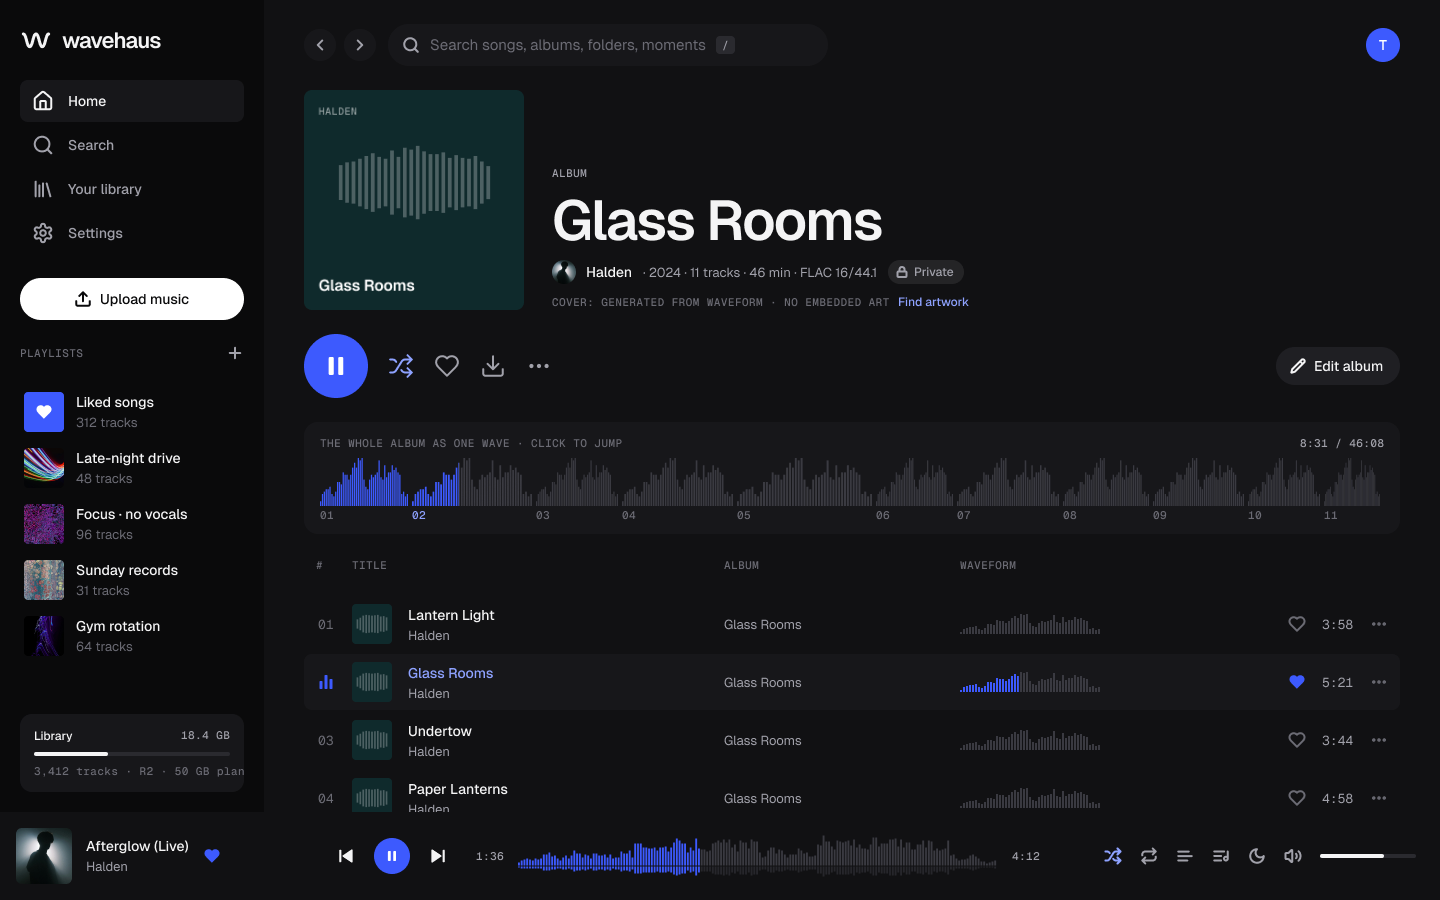 wavehaus
Search songs, albums, folders, moments /
T
Home
Search
Your library
Settings
Upload music
PLAYLISTS
Liked songs
312 tracks
Late-night drive
48 tracks
Focus · no vocals
96 tracks
Sunday records
31 tracks
Gym rotation
64 tracks
Library 18.4 GB
3,412 tracks · R2 · 50 GB plan
HALDEN
Glass Rooms
ALBUM
Glass Rooms
Halden · 2024 · 11 tracks · 46 min · FLAC 16/44.1 Private
COVER: GENERATED FROM WAVEFORM · NO EMBEDDED ART Find artwork
Edit album
THE WHOLE ALBUM AS ONE WAVE · CLICK TO JUMP 8:31 / 46:08
01 02 03 04 05 06 07 08 09 10 11
# TITLE ALBUM WAVEFORM
01 Lantern Light Glass Rooms 3:58
Halden
Glass Rooms Glass Rooms 5:21
Halden
03 Undertow Glass Rooms 3:44
Halden
04 Paper Lanterns Glass Rooms 4:58
Halden
Afterglow (Live)
Halden
1:36 4:12